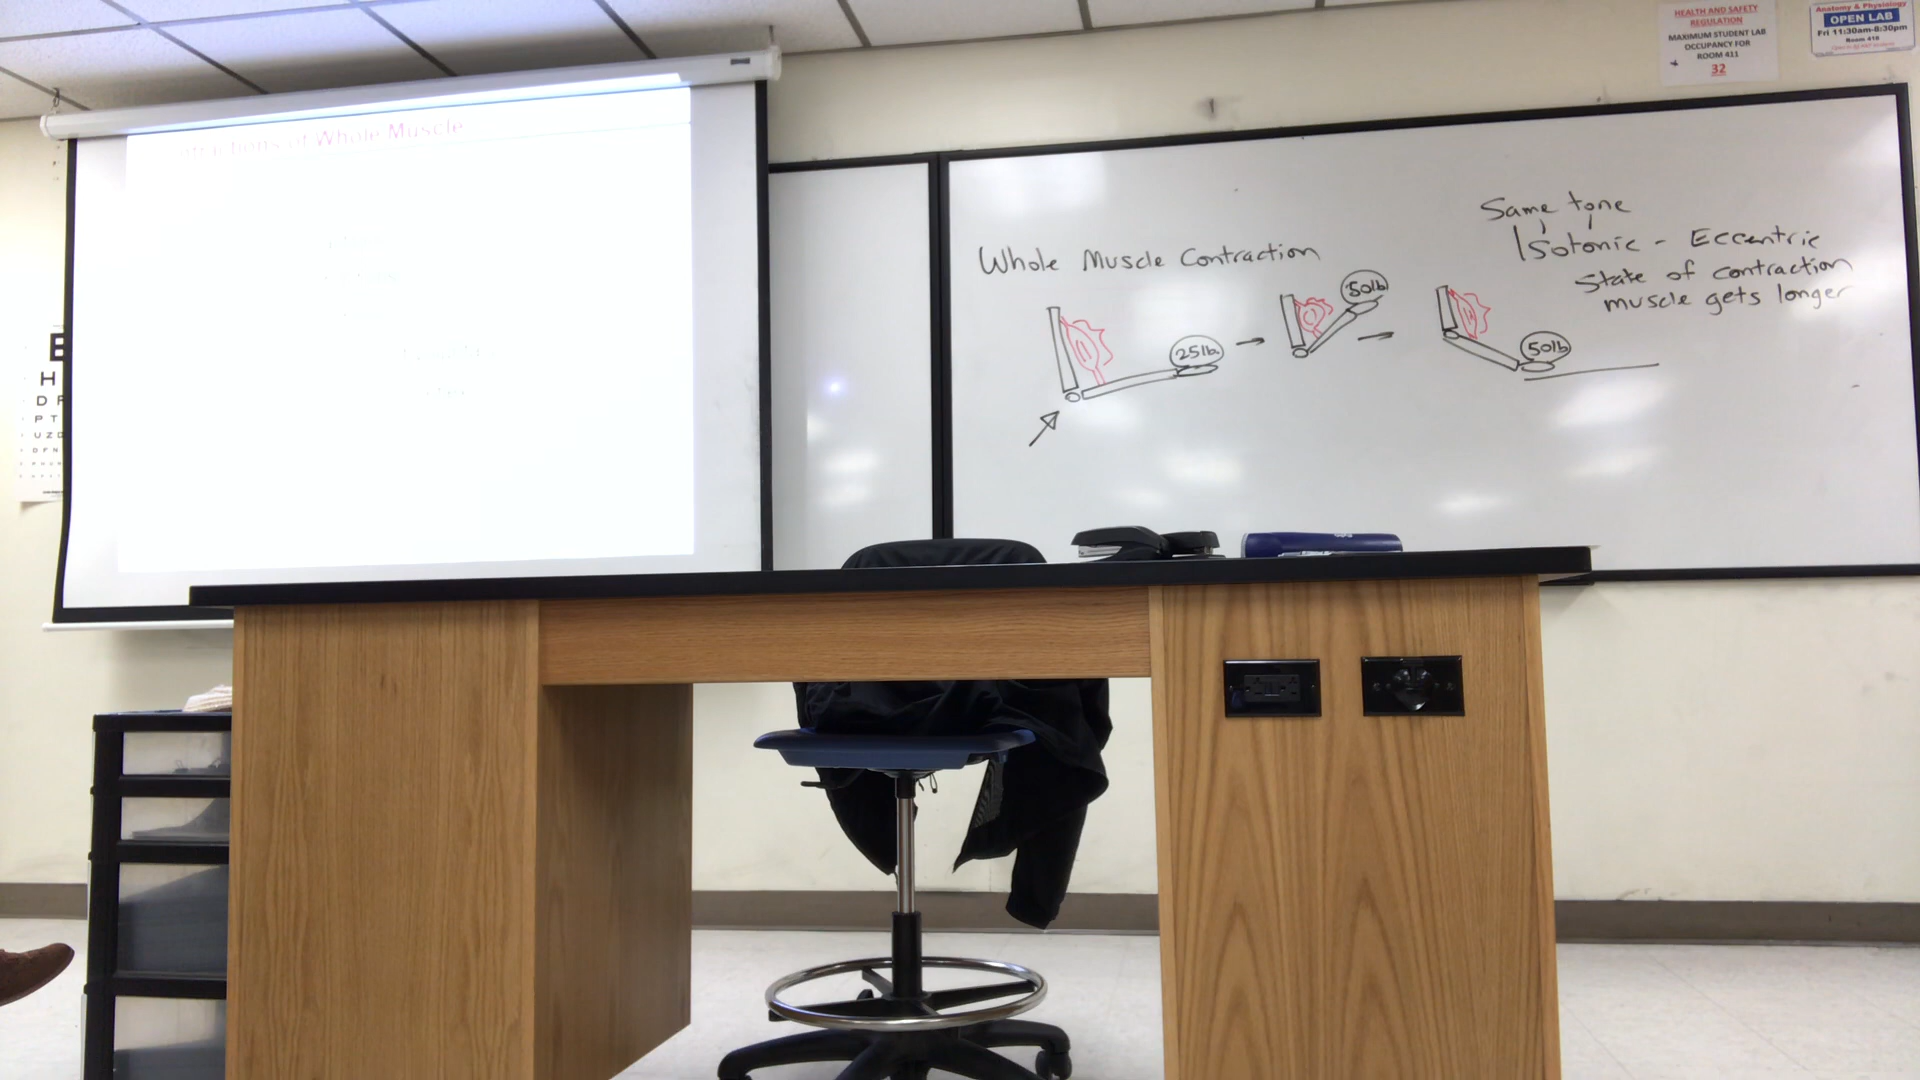 HEALTH AND SAFETY
REGULATION
MAXIMUM STUDENT LAB
OCCUPANCY FOR
ROOM 411
32
Anatomy & Physiology
OPEN LAB
Fri 11:30am-8:30pm
Room 418
of Whole Muscle
Same tone
Isotonic - Eccentric
State of contraction
muscle gets longer
Whole Muscle Contraction
25lb.
50lb
50lb
E
H
D F
P T
U Z
D F N